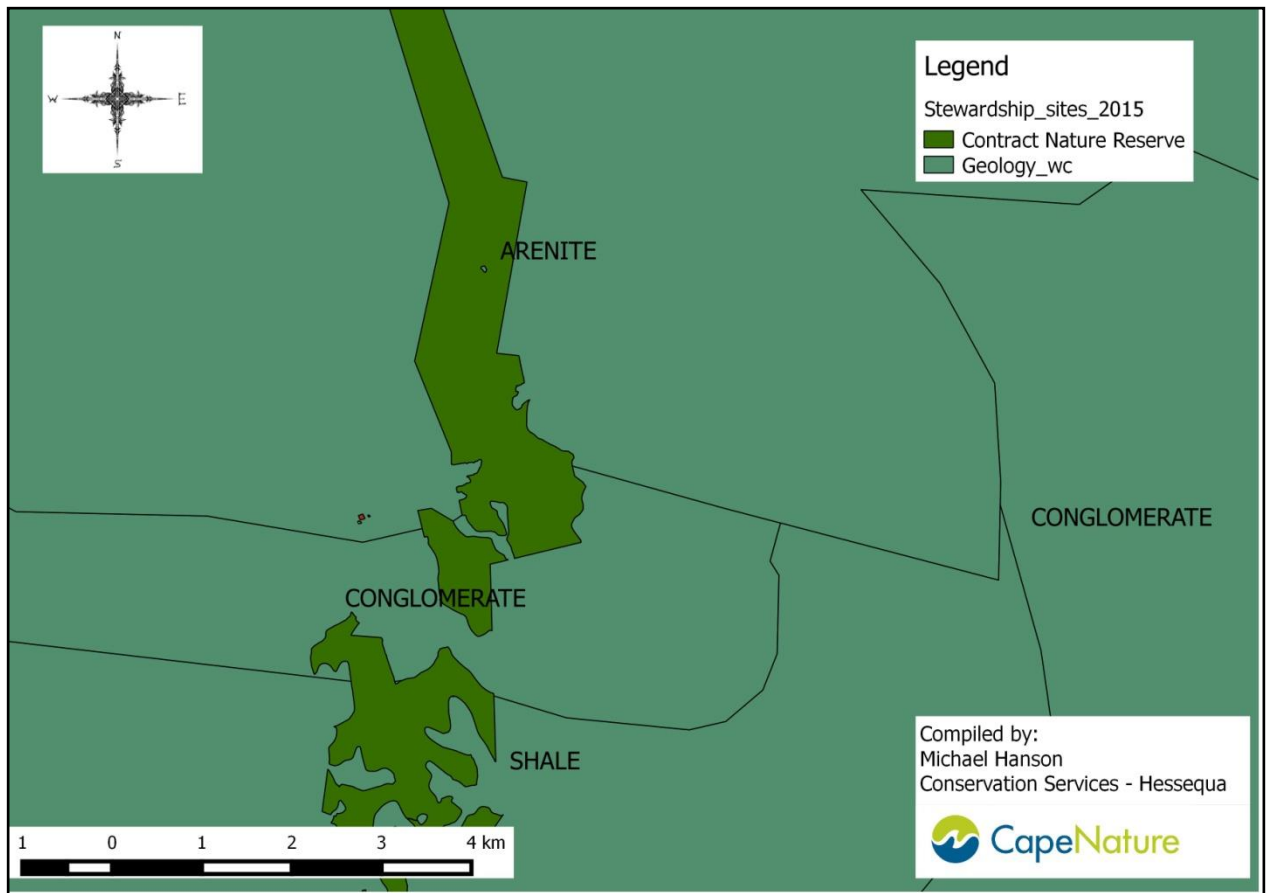 N
W E
S
Legend
Stewardship_sites_2015
Contract Nature Reserve
Geology_wc
ARENITE
CONGLOMERATE
CONGLOMERATE
SHALE
Compiled by:
Michael Hanson
Conservation Services - Hessequa
CapeNature
1 0 1 2 3 4 km